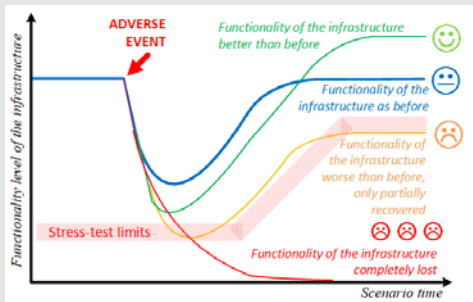 ADVERSE
EVENT
Functionality of the infrastructure
better than before
Functionality of the
infrastructure as before
Functionality of
the infrastructure
worse than before,
only partially
recovered
Stress-test limits
Functionality of the infrastructure
completely lost
Functionality level of the infrastructure
Scenario time